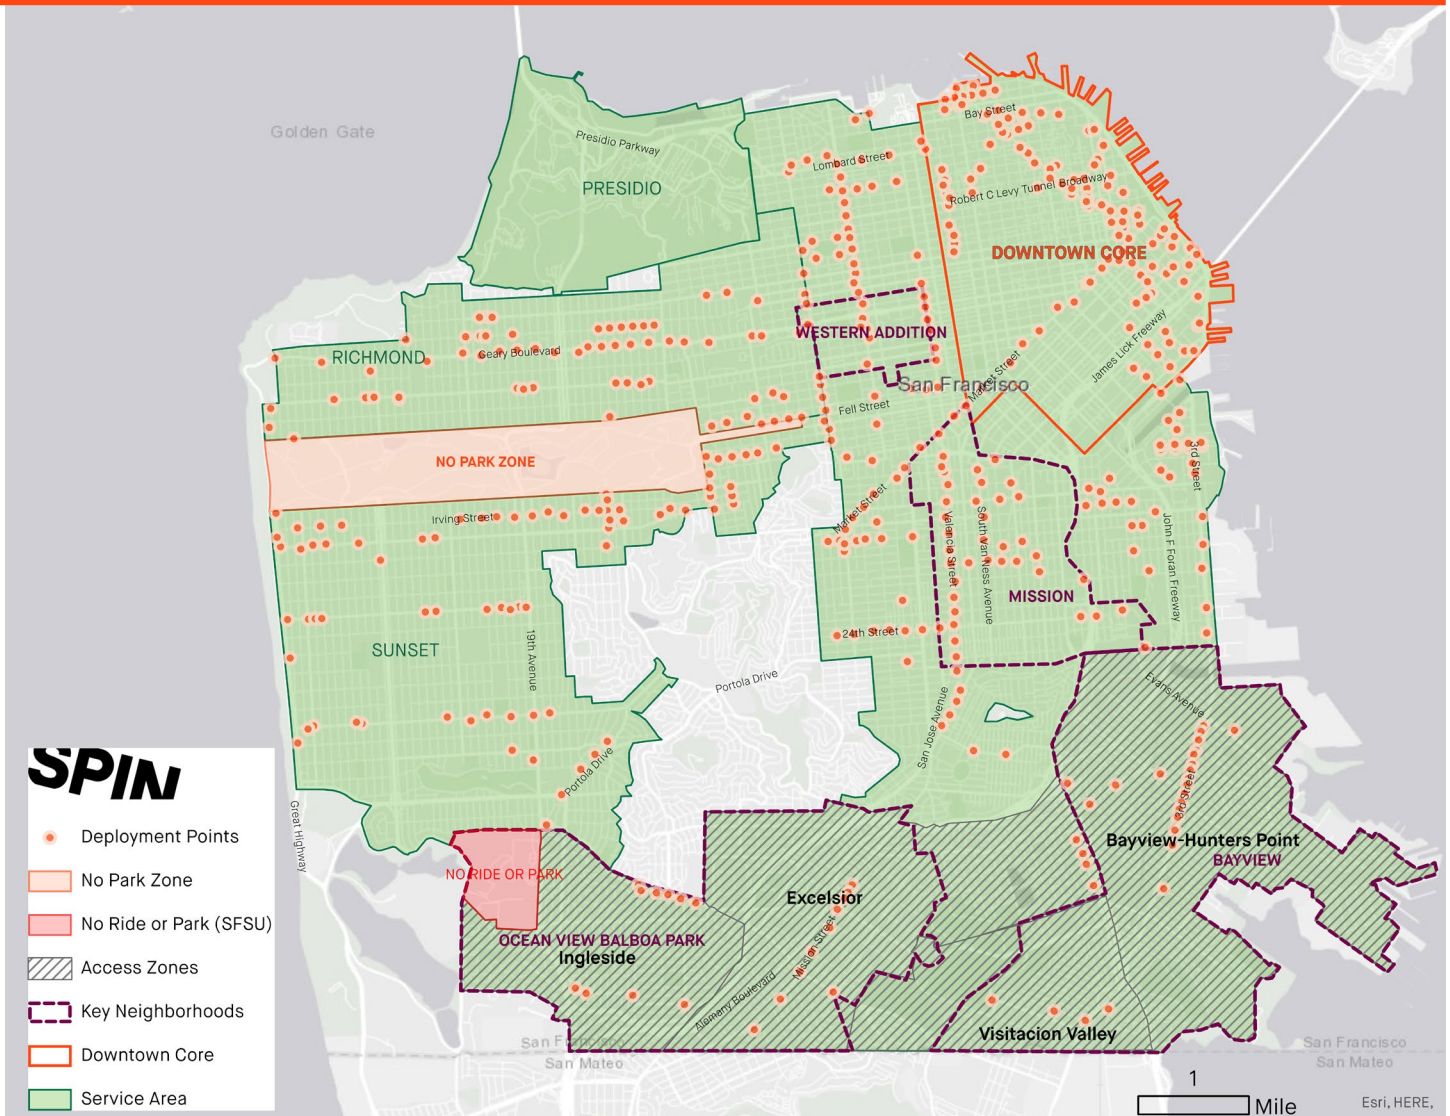 Golden Gate
Presidio Parkway
PRESIDIO
Bay Street
Lombard Street
Robert C Levy Tunnel Broadway
DOWNTOWN CORE
WESTERN ADDITION
RICHMOND
Geary Boulevard
James Lick Freeway
San Francisco
Market Street
Fell Street
NO PARK ZONE
3rd Street
Irving Street
Market Street
Valencia Street
South Van Ness Avenue
John F Foran Freeway
MISSION
24th Street
SUNSET
19th Avenue
Portola Drive
Evans Avenue
San Jose Avenue
Portola Drive
3rd Street
Great Highway
Bayview-Hunters Point
BAYVIEW
NO RIDE OR PARK
Excelsior
Mission Street
OCEAN VIEW BALBOA PARK
Ingleside
Alemany Boulevard
Visitacion Valley
San Francisco
San Mateo
San Francisco
San Mateo
SPIN
Deployment Points
No Park Zone
No Ride or Park (SFSU)
Access Zones
Key Neighborhoods
Downtown Core
Service Area
1
Mile
Esri, HERE,